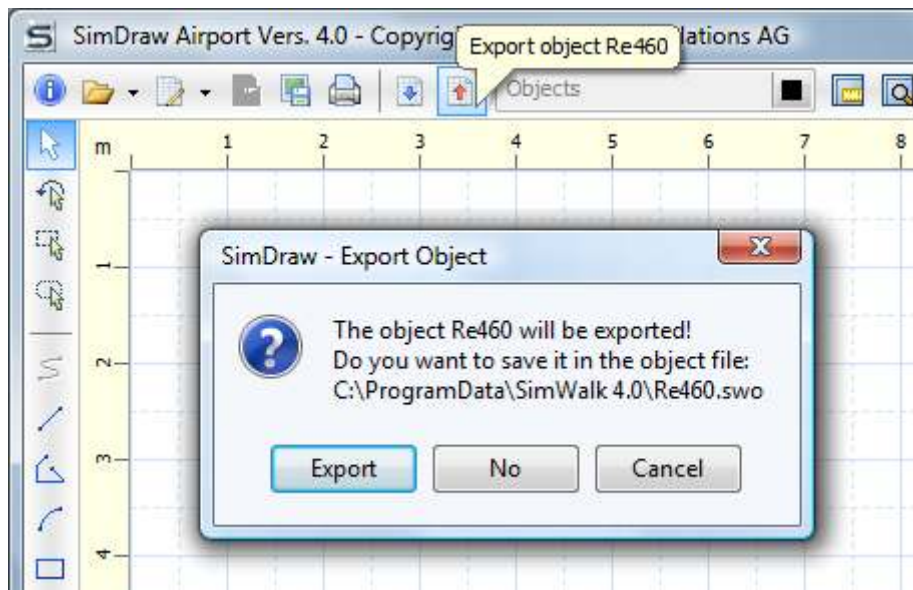 SimDraw Airport Vers. 4.0 - Copyrig
lations AG
Export object Re460
Objects
m
1 2 3 4 5 6 7 8
SimDraw - Export Object
1
The object Re460 will be exported!
Do you want to save it in the object file:
C:\ProgramData\SimWalk 4.0\Re460.swo
2
3
Export No Cancel
4